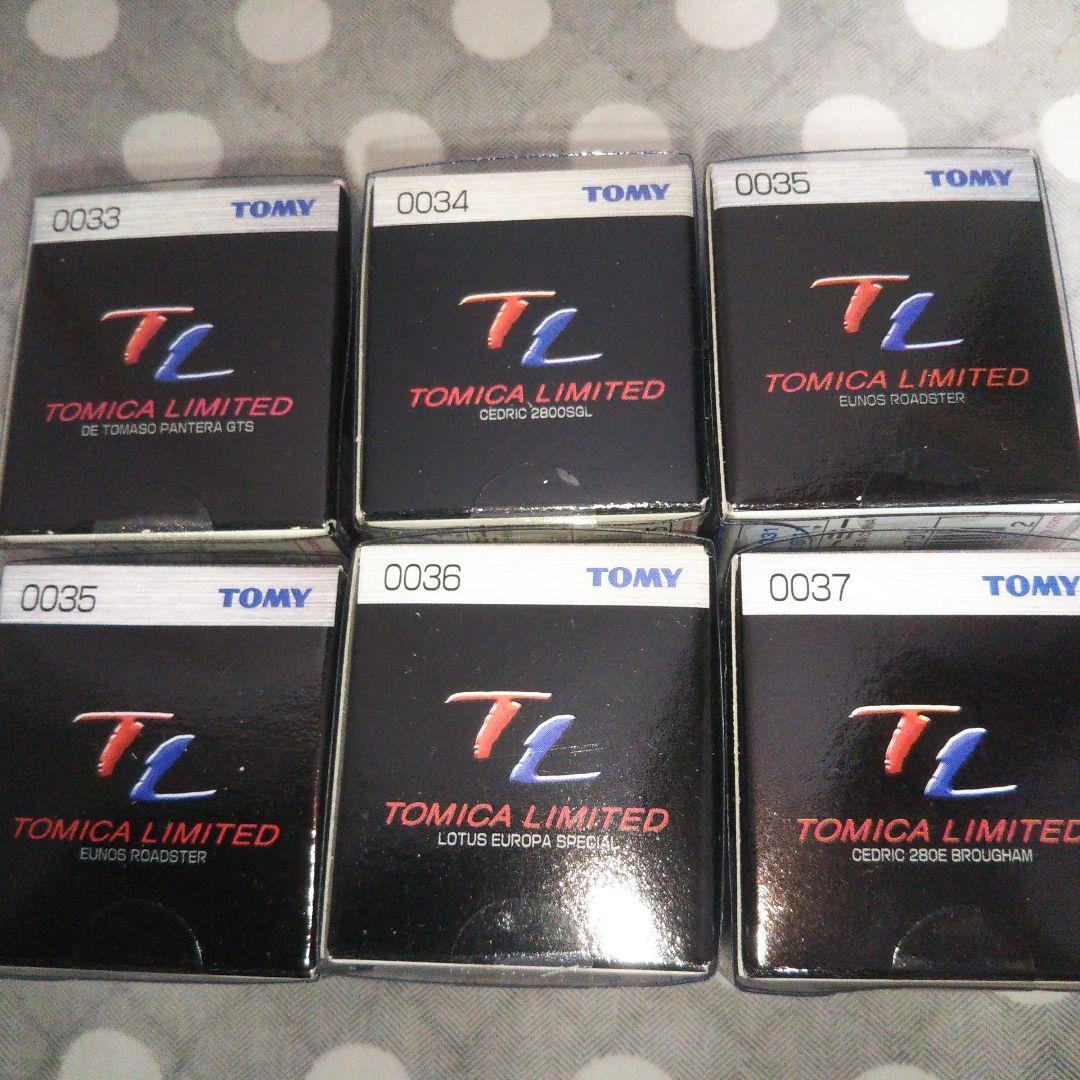 0033 TOMY
TL
TOMICA LIMITED
DE TOMASO PANTERA GTS
0034 TOMY
TL
TOMICA LIMITED
CEDRIC 2800SGL
0035 TOMY
TL
TOMICA LIMITED
EUNOS ROADSTER
0035 TOMY
TL
TOMICA LIMITED
EUNOS ROADSTER
0036 TOMY
TL
TOMICA LIMITED
LOTUS EUROPA SPECIAL
0037 TOMY
TL
TOMICA LIMITED
CEDRIC 280E BROUGHAM